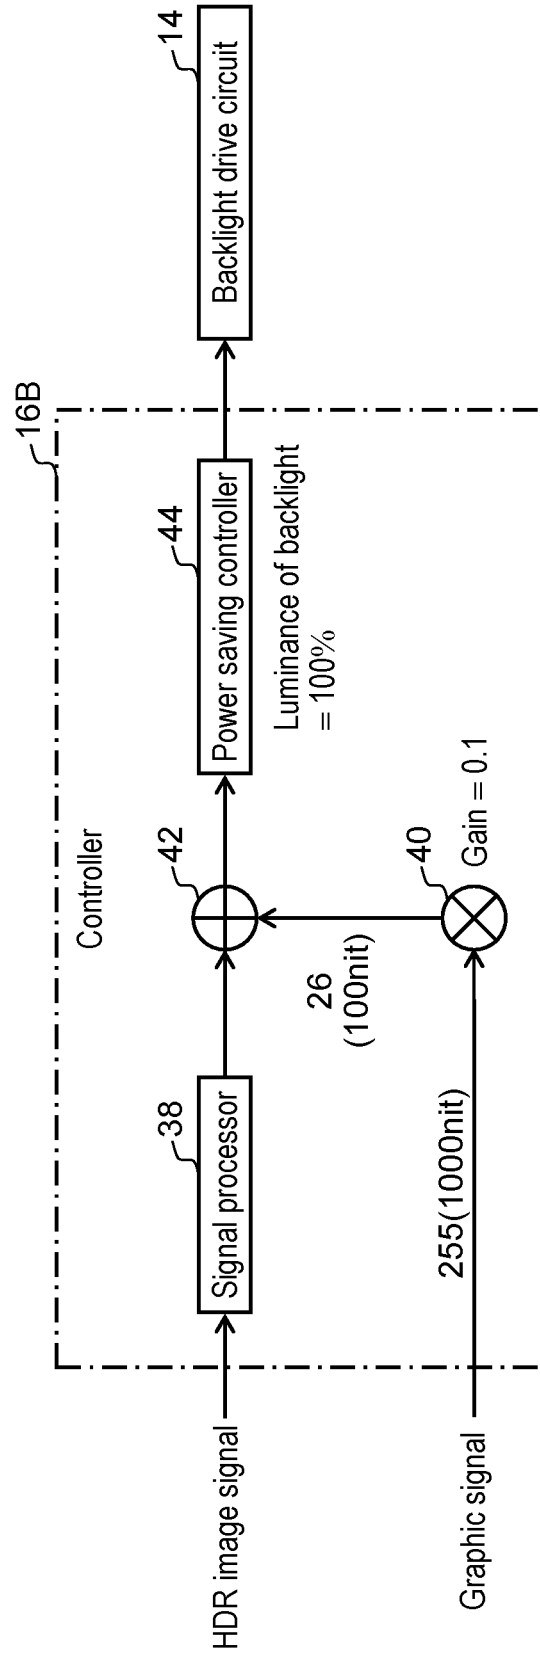 16B
Controller
HDR image signal
38
Signal processor
42
44
Power saving controller
Luminance of backlight
= 100%
14
Backlight drive circuit
26
(100nit)
Graphic signal
255(1000nit)
40
Gain = 0.1